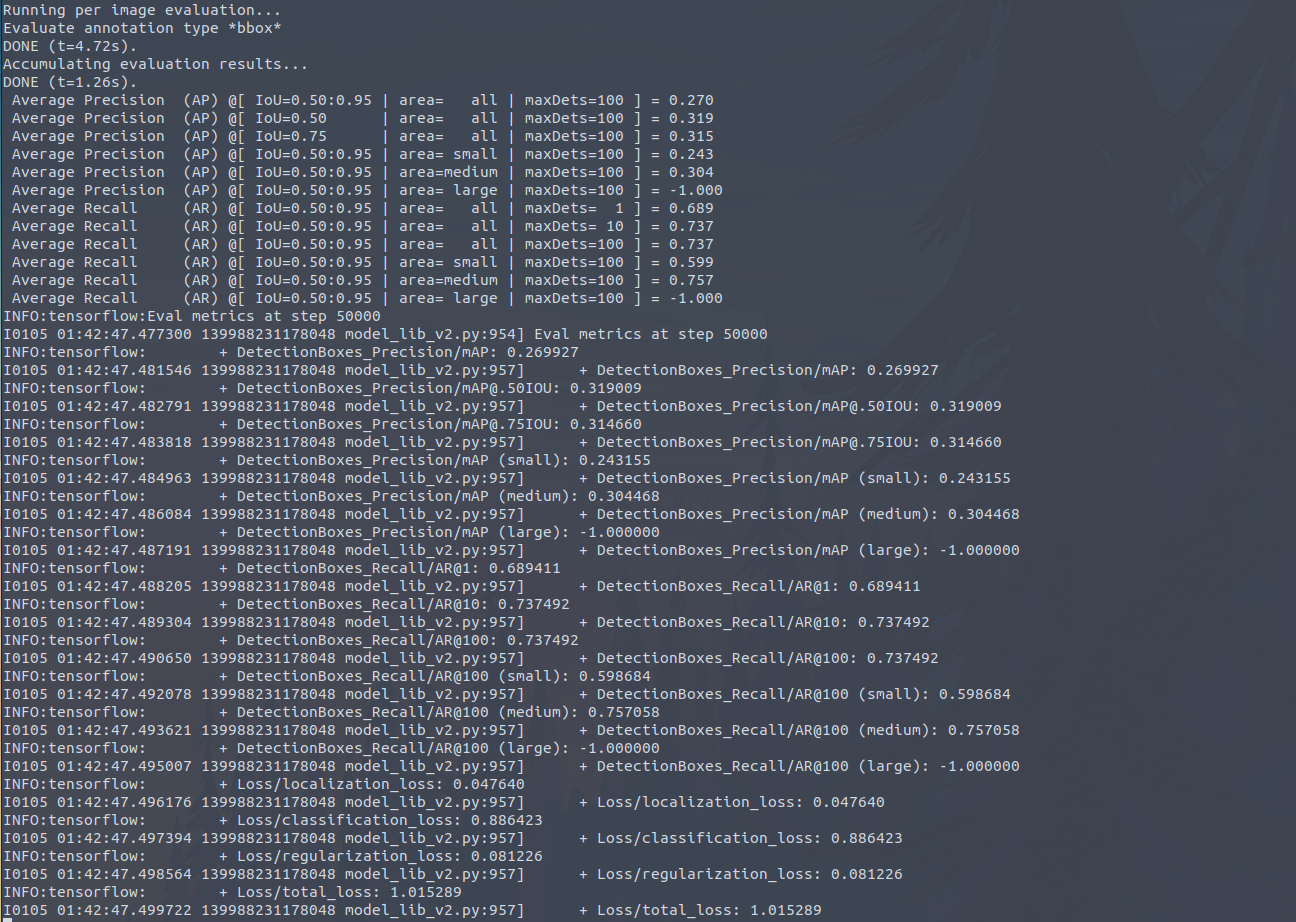 Running per image evaluation...
Evaluate annotation type *bbox*
DONE (t=4.72s).
Accumulating evaluation results...
DONE (t=1.26s).
 Average Precision  (AP) @[ IoU=0.50:0.95 | area=   all | maxDets=100 ] = 0.270
 Average Precision  (AP) @[ IoU=0.50      | area=   all | maxDets=100 ] = 0.319
 Average Precision  (AP) @[ IoU=0.75      | area=   all | maxDets=100 ] = 0.315
 Average Precision  (AP) @[ IoU=0.50:0.95 | area= small | maxDets=100 ] = 0.243
 Average Precision  (AP) @[ IoU=0.50:0.95 | area=medium | maxDets=100 ] = 0.304
 Average Precision  (AP) @[ IoU=0.50:0.95 | area= large | maxDets=100 ] = -1.000
 Average Recall     (AR) @[ IoU=0.50:0.95 | area=   all | maxDets=  1 ] = 0.689
 Average Recall     (AR) @[ IoU=0.50:0.95 | area=   all | maxDets= 10 ] = 0.737
 Average Recall     (AR) @[ IoU=0.50:0.95 | area=   all | maxDets=100 ] = 0.737
 Average Recall     (AR) @[ IoU=0.50:0.95 | area= small | maxDets=100 ] = 0.599
 Average Recall     (AR) @[ IoU=0.50:0.95 | area=medium | maxDets=100 ] = 0.757
 Average Recall     (AR) @[ IoU=0.50:0.95 | area= large | maxDets=100 ] = -1.000
INFO:tensorflow:Eval metrics at step 50000
I0105 01:42:47.477300 139988231178048 model_lib_v2.py:954] Eval metrics at step 50000
INFO:tensorflow:        + DetectionBoxes_Precision/mAP: 0.269927
I0105 01:42:47.481546 139988231178048 model_lib_v2.py:957]      + DetectionBoxes_Precision/mAP: 0.269927
INFO:tensorflow:        + DetectionBoxes_Precision/mAP@.50IOU: 0.319009
I0105 01:42:47.482791 139988231178048 model_lib_v2.py:957]      + DetectionBoxes_Precision/mAP@.50IOU: 0.319009
INFO:tensorflow:        + DetectionBoxes_Precision/mAP@.75IOU: 0.314660
I0105 01:42:47.483818 139988231178048 model_lib_v2.py:957]      + DetectionBoxes_Precision/mAP@.75IOU: 0.314660
INFO:tensorflow:        + DetectionBoxes_Precision/mAP (small): 0.243155
I0105 01:42:47.484963 139988231178048 model_lib_v2.py:957]      + DetectionBoxes_Precision/mAP (small): 0.243155
INFO:tensorflow:        + DetectionBoxes_Precision/mAP (medium): 0.304468
I0105 01:42:47.486084 139988231178048 model_lib_v2.py:957]      + DetectionBoxes_Precision/mAP (medium): 0.304468
INFO:tensorflow:        + DetectionBoxes_Precision/mAP (large): -1.000000
I0105 01:42:47.487191 139988231178048 model_lib_v2.py:957]      + DetectionBoxes_Precision/mAP (large): -1.000000
INFO:tensorflow:        + DetectionBoxes_Recall/AR@1: 0.689411
I0105 01:42:47.488205 139988231178048 model_lib_v2.py:957]      + DetectionBoxes_Recall/AR@1: 0.689411
INFO:tensorflow:        + DetectionBoxes_Recall/AR@10: 0.737492
I0105 01:42:47.489304 139988231178048 model_lib_v2.py:957]      + DetectionBoxes_Recall/AR@10: 0.737492
INFO:tensorflow:        + DetectionBoxes_Recall/AR@100: 0.737492
I0105 01:42:47.490650 139988231178048 model_lib_v2.py:957]      + DetectionBoxes_Recall/AR@100: 0.737492
INFO:tensorflow:        + DetectionBoxes_Recall/AR@100 (small): 0.598684
I0105 01:42:47.492078 139988231178048 model_lib_v2.py:957]      + DetectionBoxes_Recall/AR@100 (small): 0.598684
INFO:tensorflow:        + DetectionBoxes_Recall/AR@100 (medium): 0.757058
I0105 01:42:47.493621 139988231178048 model_lib_v2.py:957]      + DetectionBoxes_Recall/AR@100 (medium): 0.757058
INFO:tensorflow:        + DetectionBoxes_Recall/AR@100 (large): -1.000000
I0105 01:42:47.495007 139988231178048 model_lib_v2.py:957]      + DetectionBoxes_Recall/AR@100 (large): -1.000000
INFO:tensorflow:        + Loss/localization_loss: 0.047640
I0105 01:42:47.496176 139988231178048 model_lib_v2.py:957]      + Loss/localization_loss: 0.047640
INFO:tensorflow:        + Loss/classification_loss: 0.886423
I0105 01:42:47.497394 139988231178048 model_lib_v2.py:957]      + Loss/classification_loss: 0.886423
INFO:tensorflow:        + Loss/regularization_loss: 0.081226
I0105 01:42:47.498564 139988231178048 model_lib_v2.py:957]      + Loss/regularization_loss: 0.081226
INFO:tensorflow:        + Loss/total_loss: 1.015289
I0105 01:42:47.499722 139988231178048 model_lib_v2.py:957]      + Loss/total_loss: 1.015289